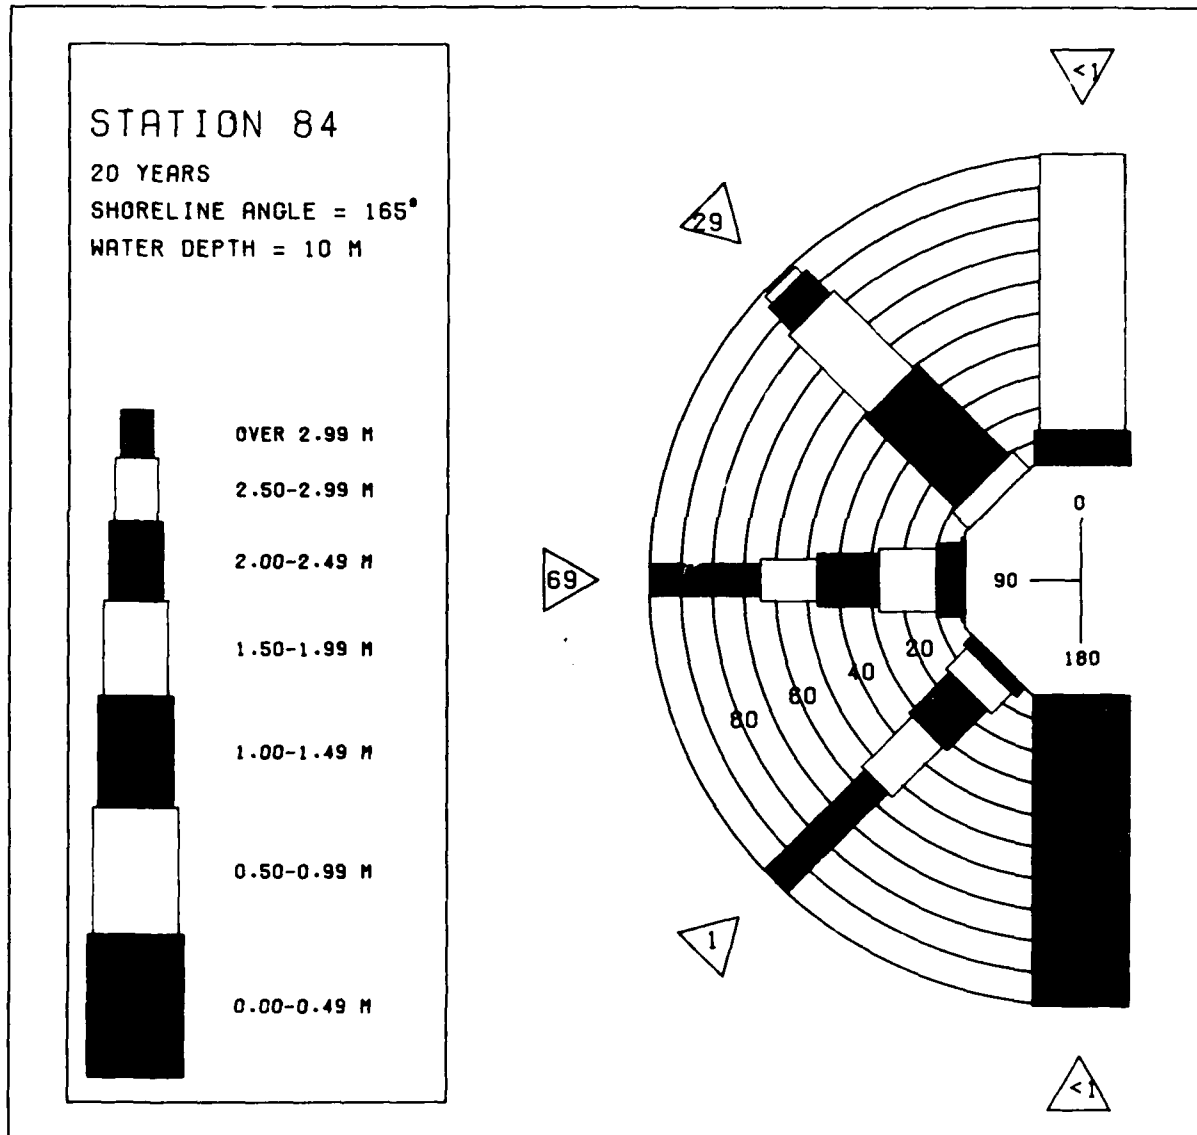 STATION 84
20 YEARS
SHORELINE ANGLE = 165°
WATER DEPTH = 10 M
OVER 2.99 M
2.50-2.99 M
2.00-2.49 M
1.50-1.99 M
1.00-1.49 M
0.50-0.99 M
0.00-0.49 M
<1
29
69
1
<1
0
90
180
20
40
80
80